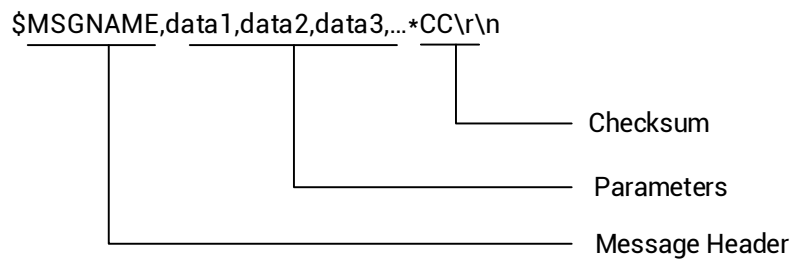 $MSGNAME,data1,data2,data3,...*CC\r\n
Checksum
Parameters
Message Header